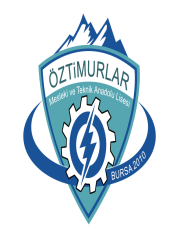 ÖZTİMURLAR
Mesleki ve Teknik Anadolu Lisesi
BURSA 2010